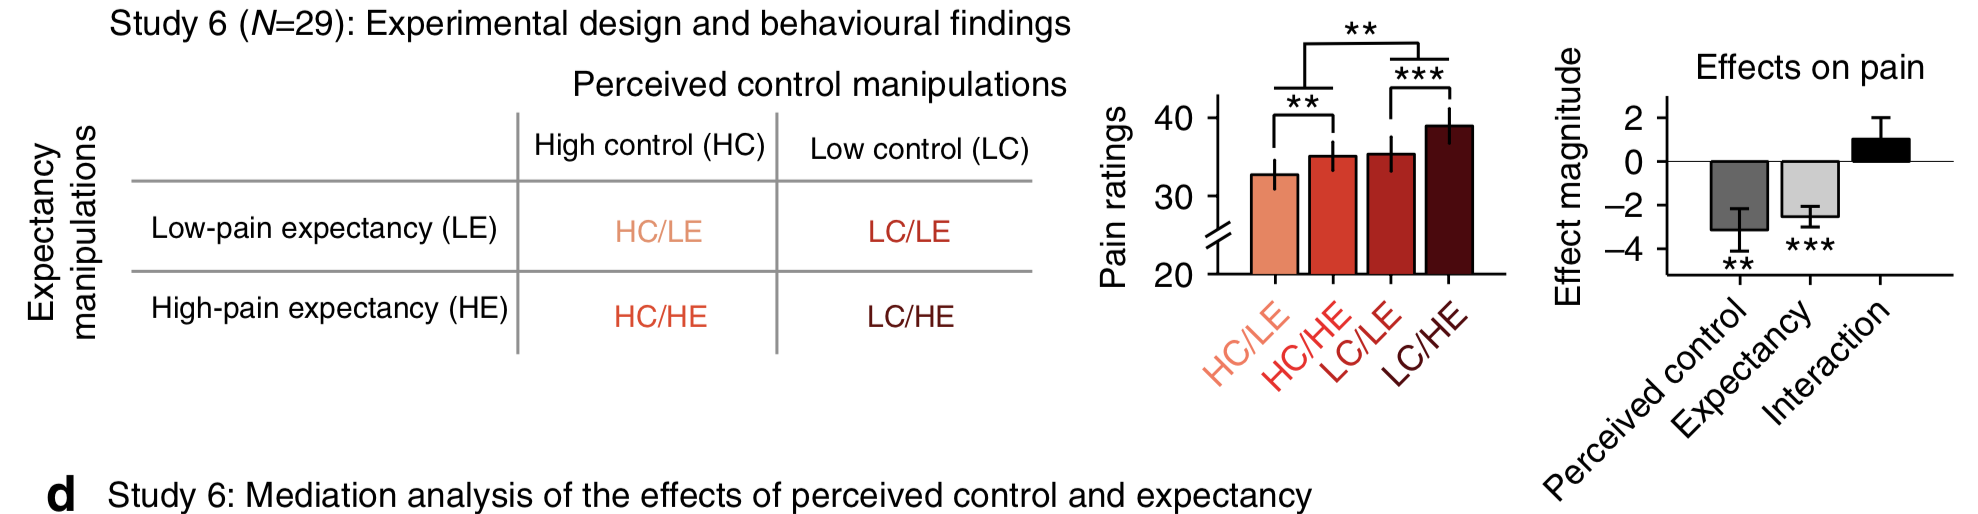 Study 6 (N=29): Experimental design and behavioural findings
Perceived control manipulations
Expectancy
manipulations
High control (HC)
Low control (LC)
Low-pain expectancy (LE)
HC/LE
LC/LE
High-pain expectancy (HE)
HC/HE
LC/HE
Pain ratings
40
30
20
**
**
***
HC/LE
HC/HE
LC/LE
LC/HE
Effects on pain
Effect magnitude
2
0
−2
−4
**
***
Perceived control
Expectancy
Interaction
d Study 6: Mediation analysis of the effects of perceived control and expectancy